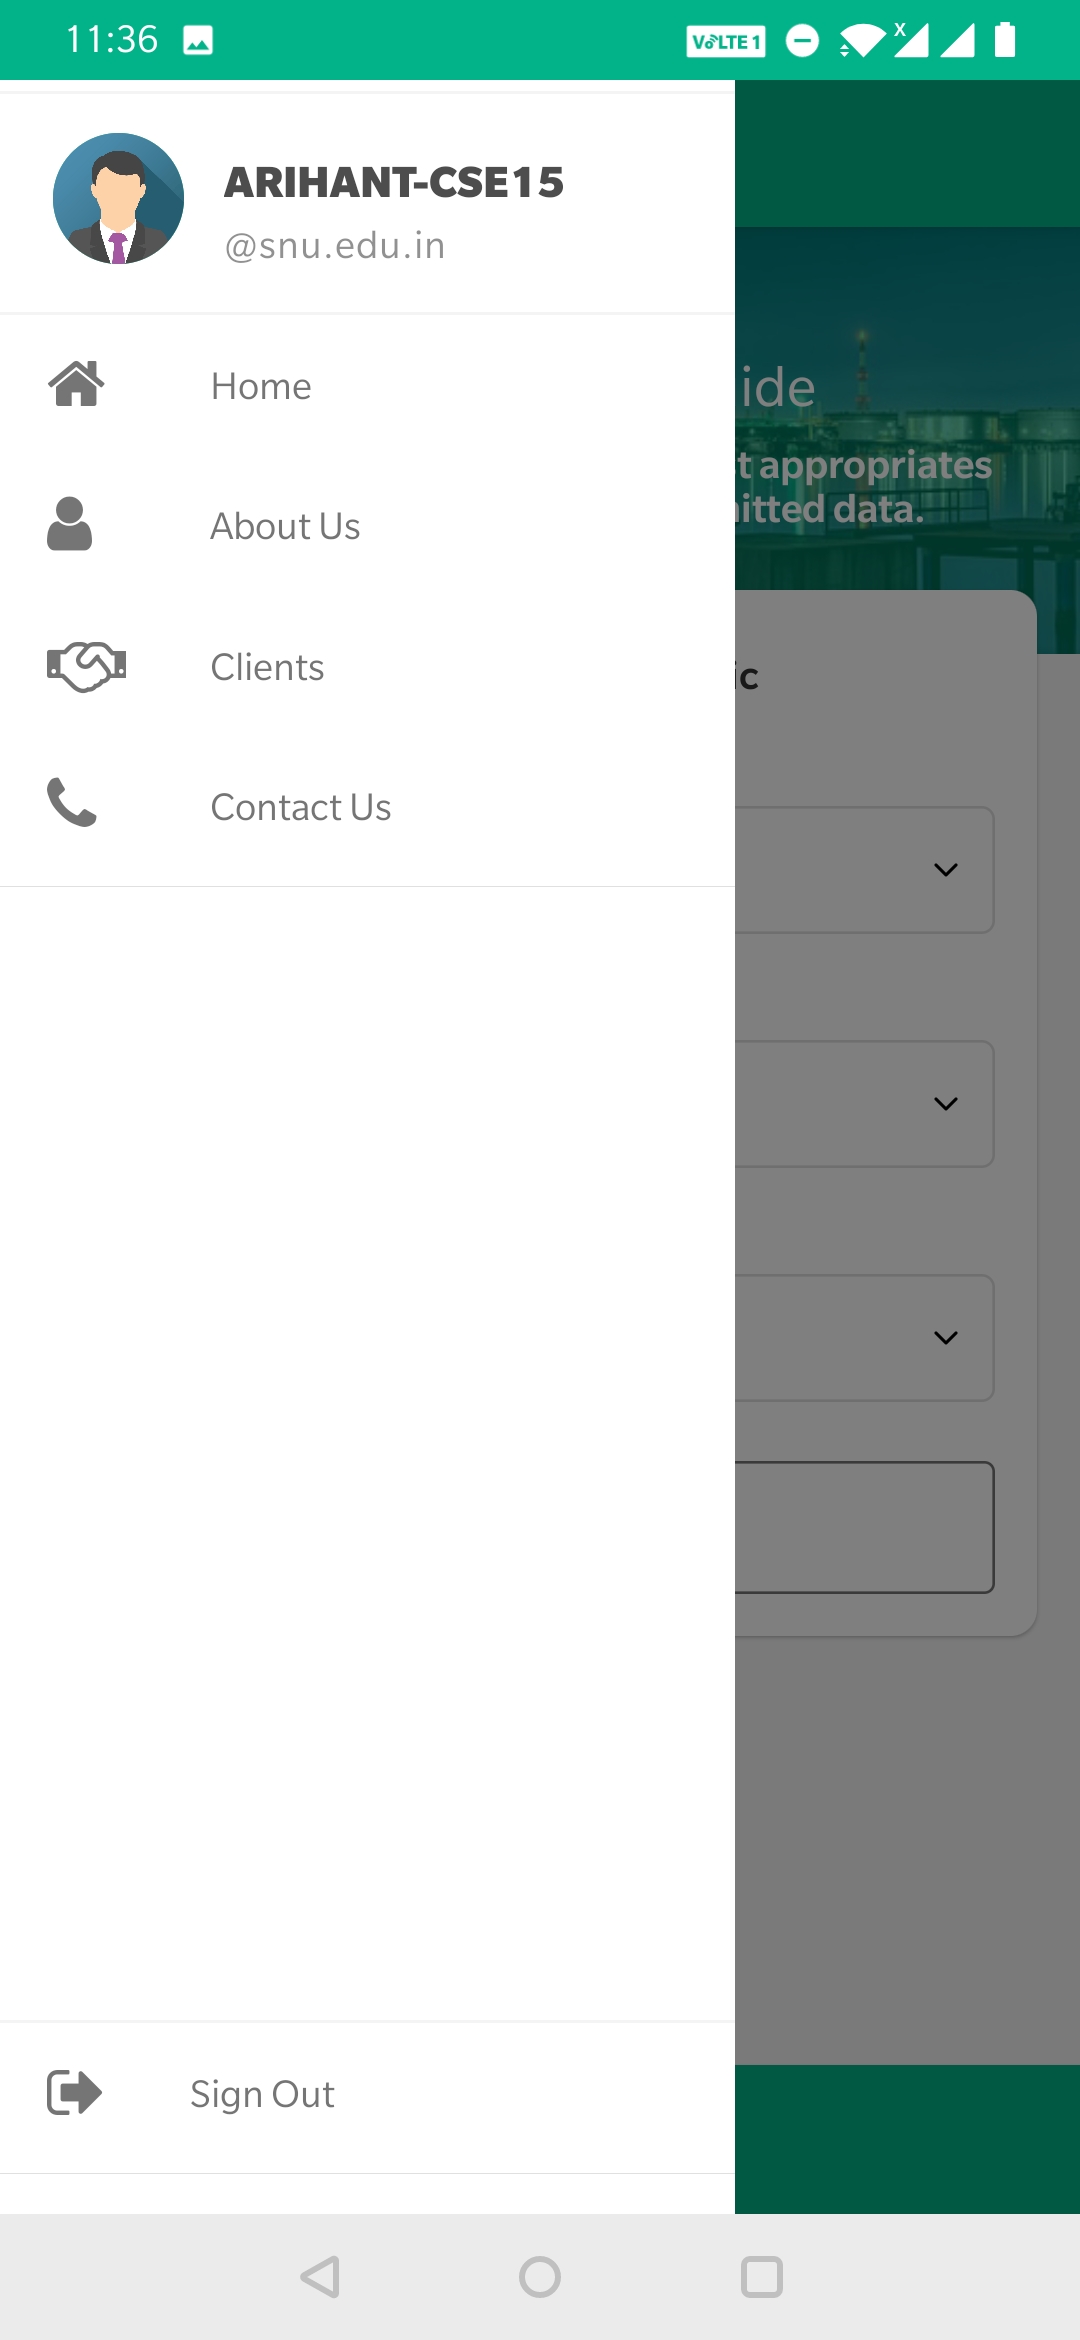 11:36 VoLTE 1 X
ARIHANT-CSE15
@snu.edu.in
Home
ide
t appropriates
About Us
itted data.
Clients
ic
Contact Us
Sign Out